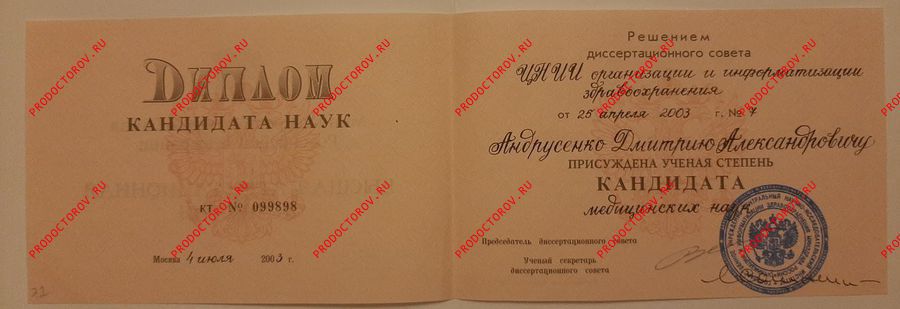 ДИПЛОМ
КАНДИДАТА НАУК
КТ № 099898
Москва 4 июля 2003 г.
31
Решением
диссертационного совета
ЦНИИ организации и информатизации
здравоохранения
от 25 апреля 2003 г. № 7
Андрусенко Дмитрию Александровичу
ПРИСУЖДЕНА УЧЕНАЯ СТЕПЕНЬ
КАНДИДАТА
медицинских наук
Председатель диссертационного совета
Ученый секретарь
диссертационного совета
PRODOCTOROV.RU